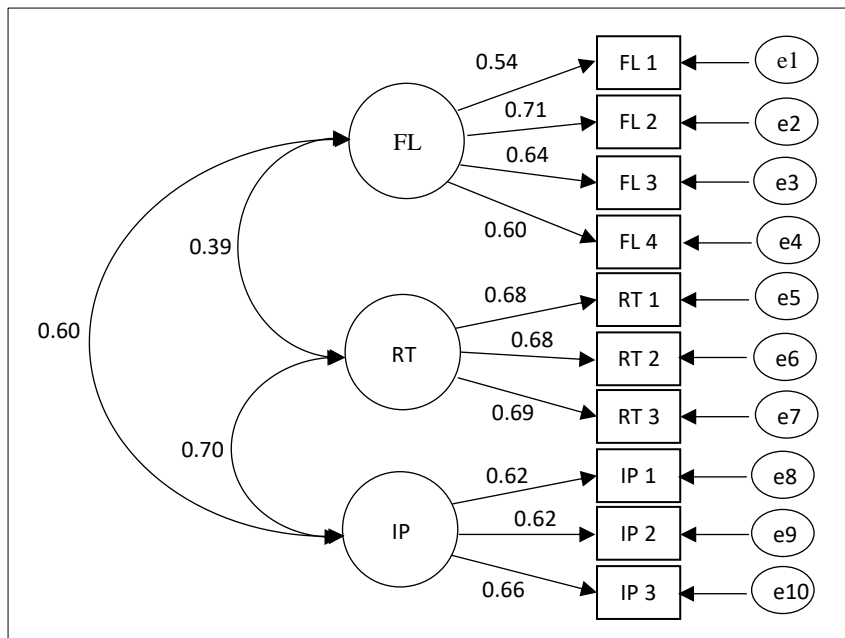 0.54
FL 1
e1
0.71
FL 2
e2
FL
0.64
FL 3
e3
0.60
FL 4
e4
0.39
0.68
RT 1
e5
0.60
RT
0.68
RT 2
e6
0.69
RT 3
e7
0.70
0.62
IP 1
e8
IP
0.62
IP 2
e9
0.66
IP 3
e10